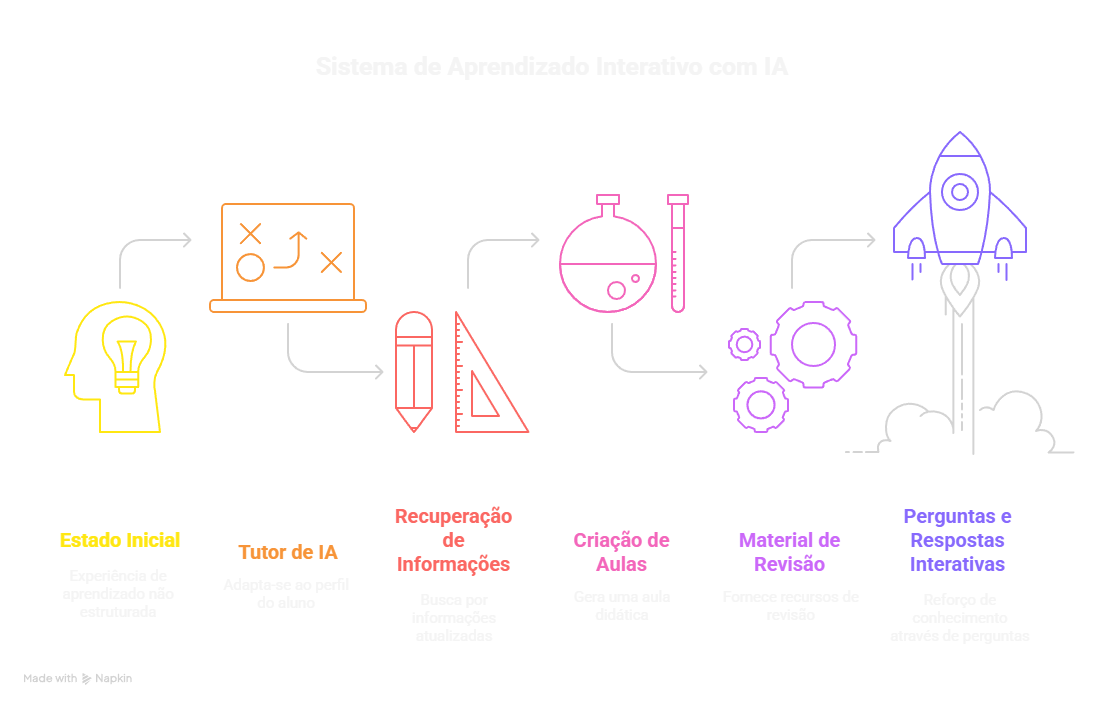 Sistema de Aprendizado Interativo com IA
Estado Inicial
Experiência de
aprendizado não
estruturada
Tutor de IA
Adapta-se ao perfil
do aluno
Recuperação
de
Informações
Busca por
informações
atualizadas
Criação de
Aulas
Gera uma aula
didática
Material de
Revisão
Fornece recursos de
revisão
Perguntas e
Respostas
Interativas
Reforço de
conhecimento
através de perguntas
Made with Napkin